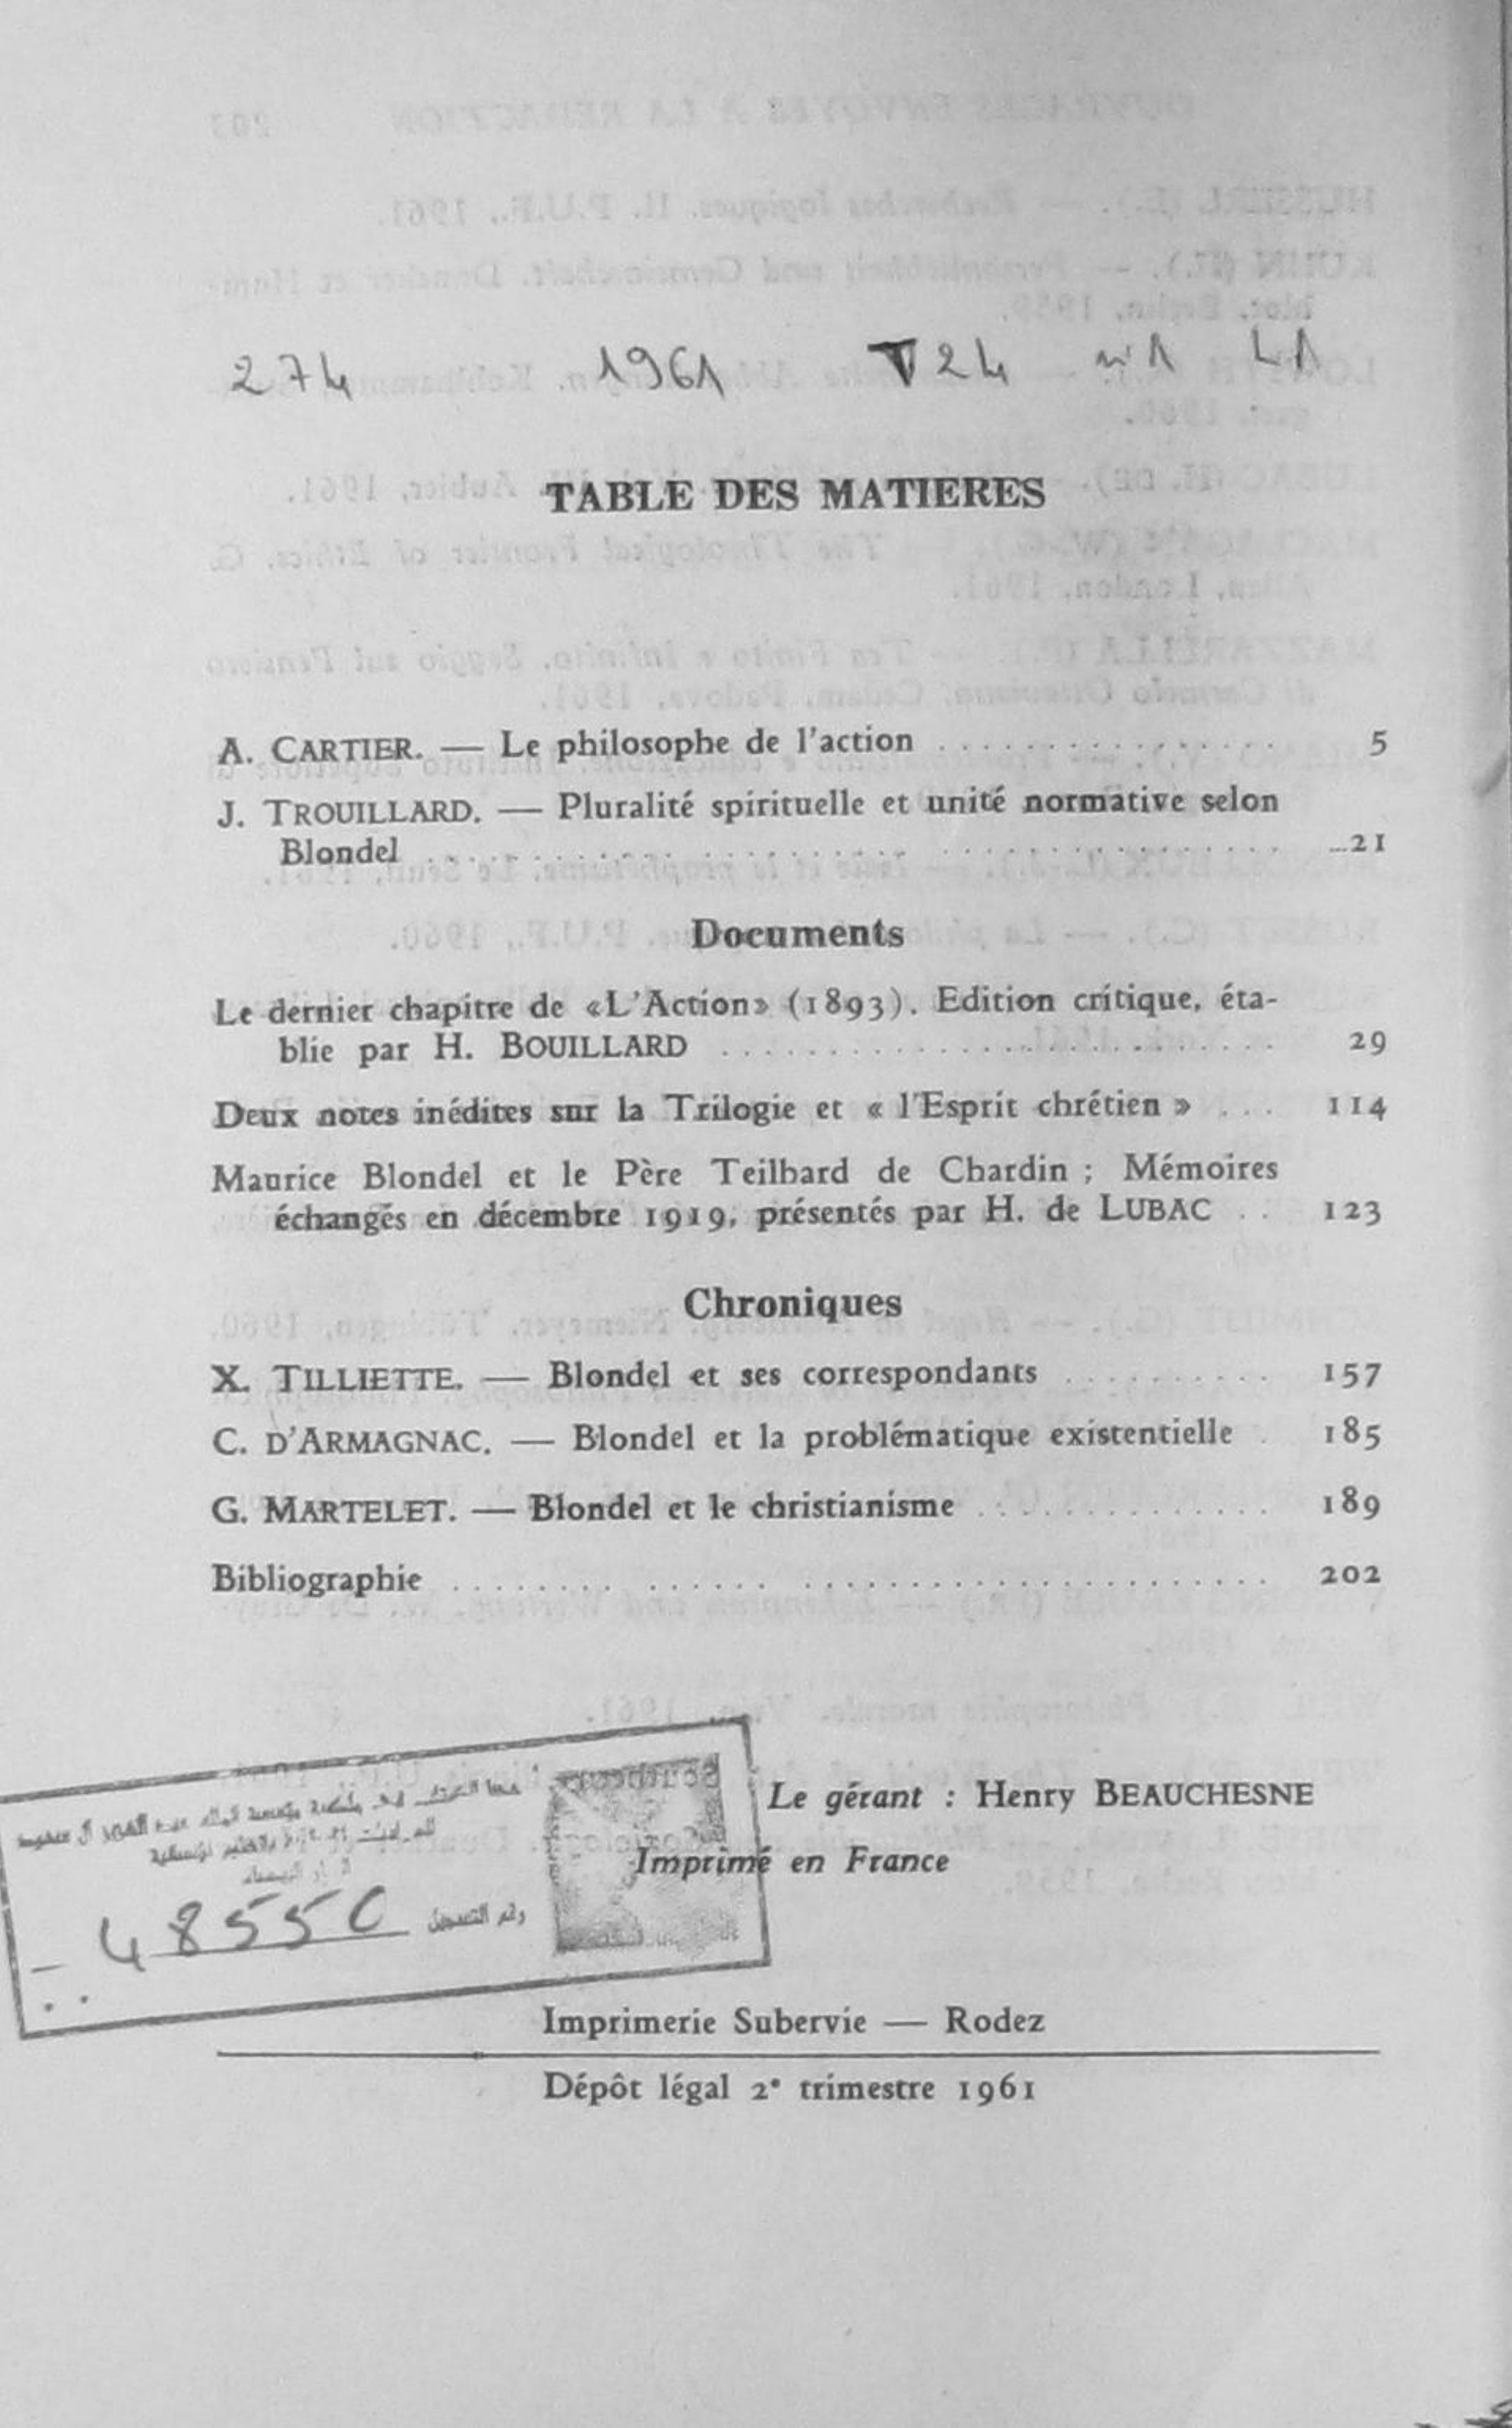 274 1961 T24 n°1 L1
TABLE DES MATIERES
A. CARTIER. — Le philosophe de l'action . . . . . . . . . . . . . . . . 5
J. TROUILLARD. — Pluralité spirituelle et unité normative selon
Blondel . . . . . . . . . . . . . . . . . . . . . . . . . . . . . . 21
Documents
Le dernier chapitre de «L'Action» (1893). Edition critique, éta-
blie par H. BOUILLARD . . . . . . . . . . . . . . . . . . . . . . . . . . 29
Deux notes inédites sur la Trilogie et « l'Esprit chrétien » . . . 114
Maurice Blondel et le Père Teilhard de Chardin ; Mémoires
échangés en décembre 1919, présentés par H. de LUBAC . . 123
Chroniques
X. TILLIETTE. — Blondel et ses correspondants . . . . . . . . . . 157
C. D'ARMAGNAC. — Blondel et la problématique existentielle . 185
G. MARTELET. — Blondel et le christianisme . . . . . . . . . . . . . . 189
Bibliographie . . . . . . . . . . . . . . . . . . . . . . . . . . . . . . . . . . . 202
Le gérant : Henry BEAUCHESNE
Imprimé en France
رقم التسجيل 48550
Imprimerie Subervie — Rodez
Dépôt légal 2e trimestre 1961